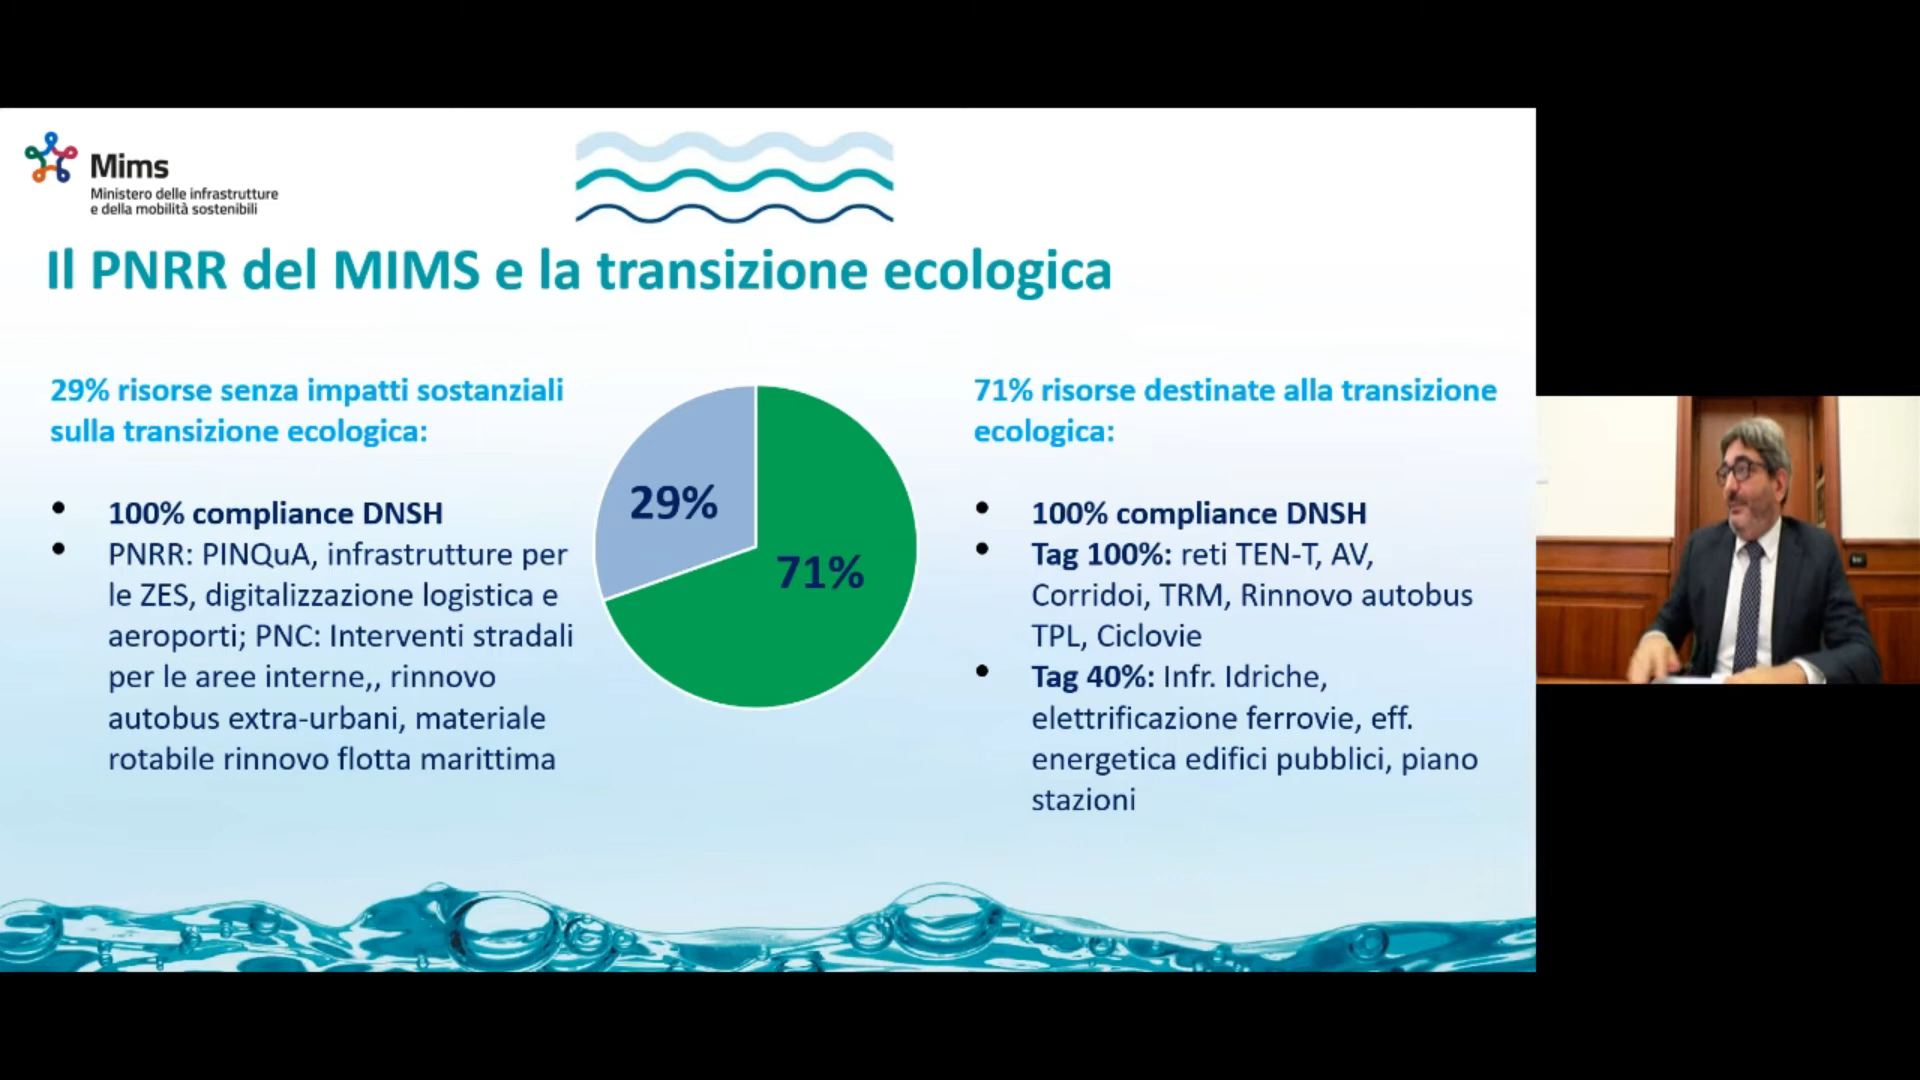 Mims
Ministero delle infrastrutture
e della mobilità sostenibili
Il PNRR del MIMS e la transizione ecologica
29% risorse senza impatti sostanziali
sulla transizione ecologica:
• 100% compliance DNSH
• PNRR: PINQuA, infrastrutture per
le ZES, digitalizzazione logistica e
aeroporti; PNC: Interventi stradali
per le aree interne,, rinnovo
autobus extra-urbani, materiale
rotabile rinnovo flotta marittima
29%
71%
71% risorse destinate alla transizione
ecologica:
• 100% compliance DNSH
• Tag 100%: reti TEN-T, AV,
Corridoi, TRM, Rinnovo autobus
TPL, Ciclovie
• Tag 40%: Infr. Idriche,
elettrificazione ferrovie, eff.
energetica edifici pubblici, piano
stazioni